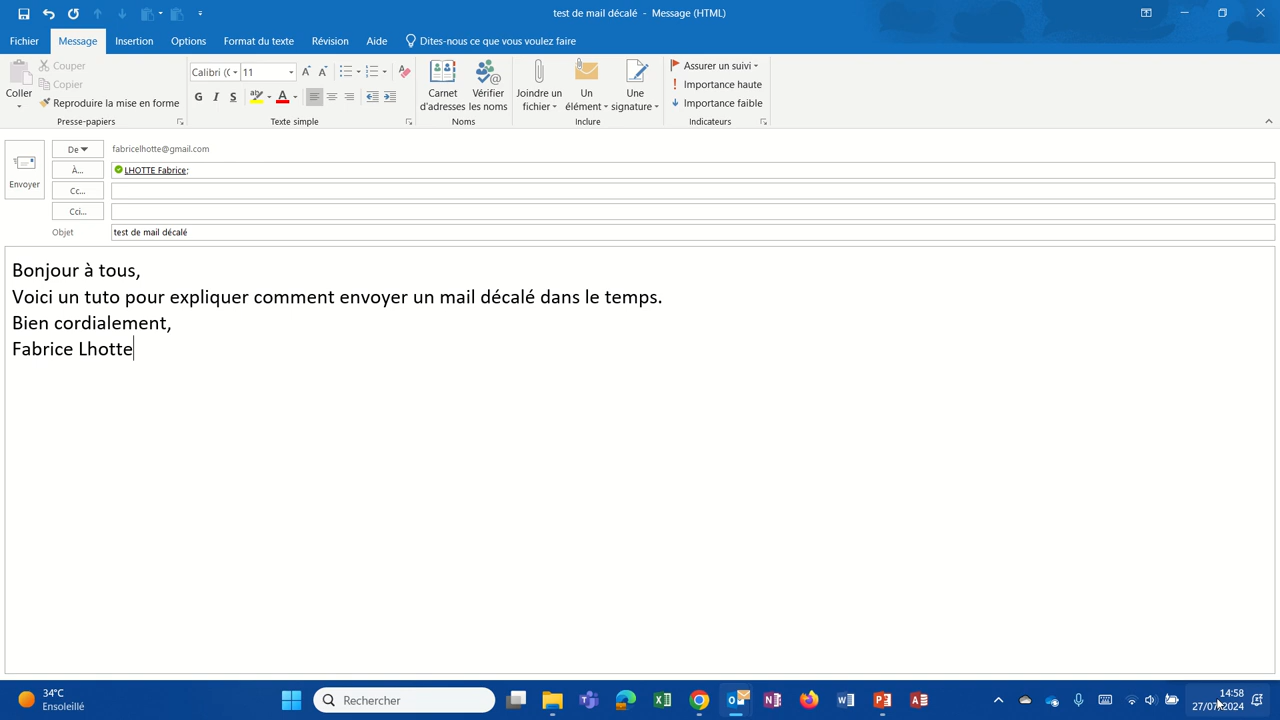 test de mail décalé - Message (HTML)
Fichier Message Insertion Options Format du texte Révision Aide Dites-nous ce que vous voulez faire
Coller
Couper
Copier
Reproduire la mise en forme
Presse-papiers
Calibri (C 11
G I S A
Texte simple
Carnet d'adresses
Vérifier les noms
Noms
Joindre un fichier
Un élément
Une signature
Inclure
Assurer un suivi
Importance haute
Importance faible
Indicateurs
Envoyer
De fabricelhotte@gmail.com
À... LHOTTE Fabrice;
Cc...
Cci...
Objet test de mail décalé
Bonjour à tous,
Voici un tuto pour expliquer comment envoyer un mail décalé dans le temps.
Bien cordialement,
Fabrice Lhotte
34°C
Ensoleillé
Rechercher
14:58
27/07/2024